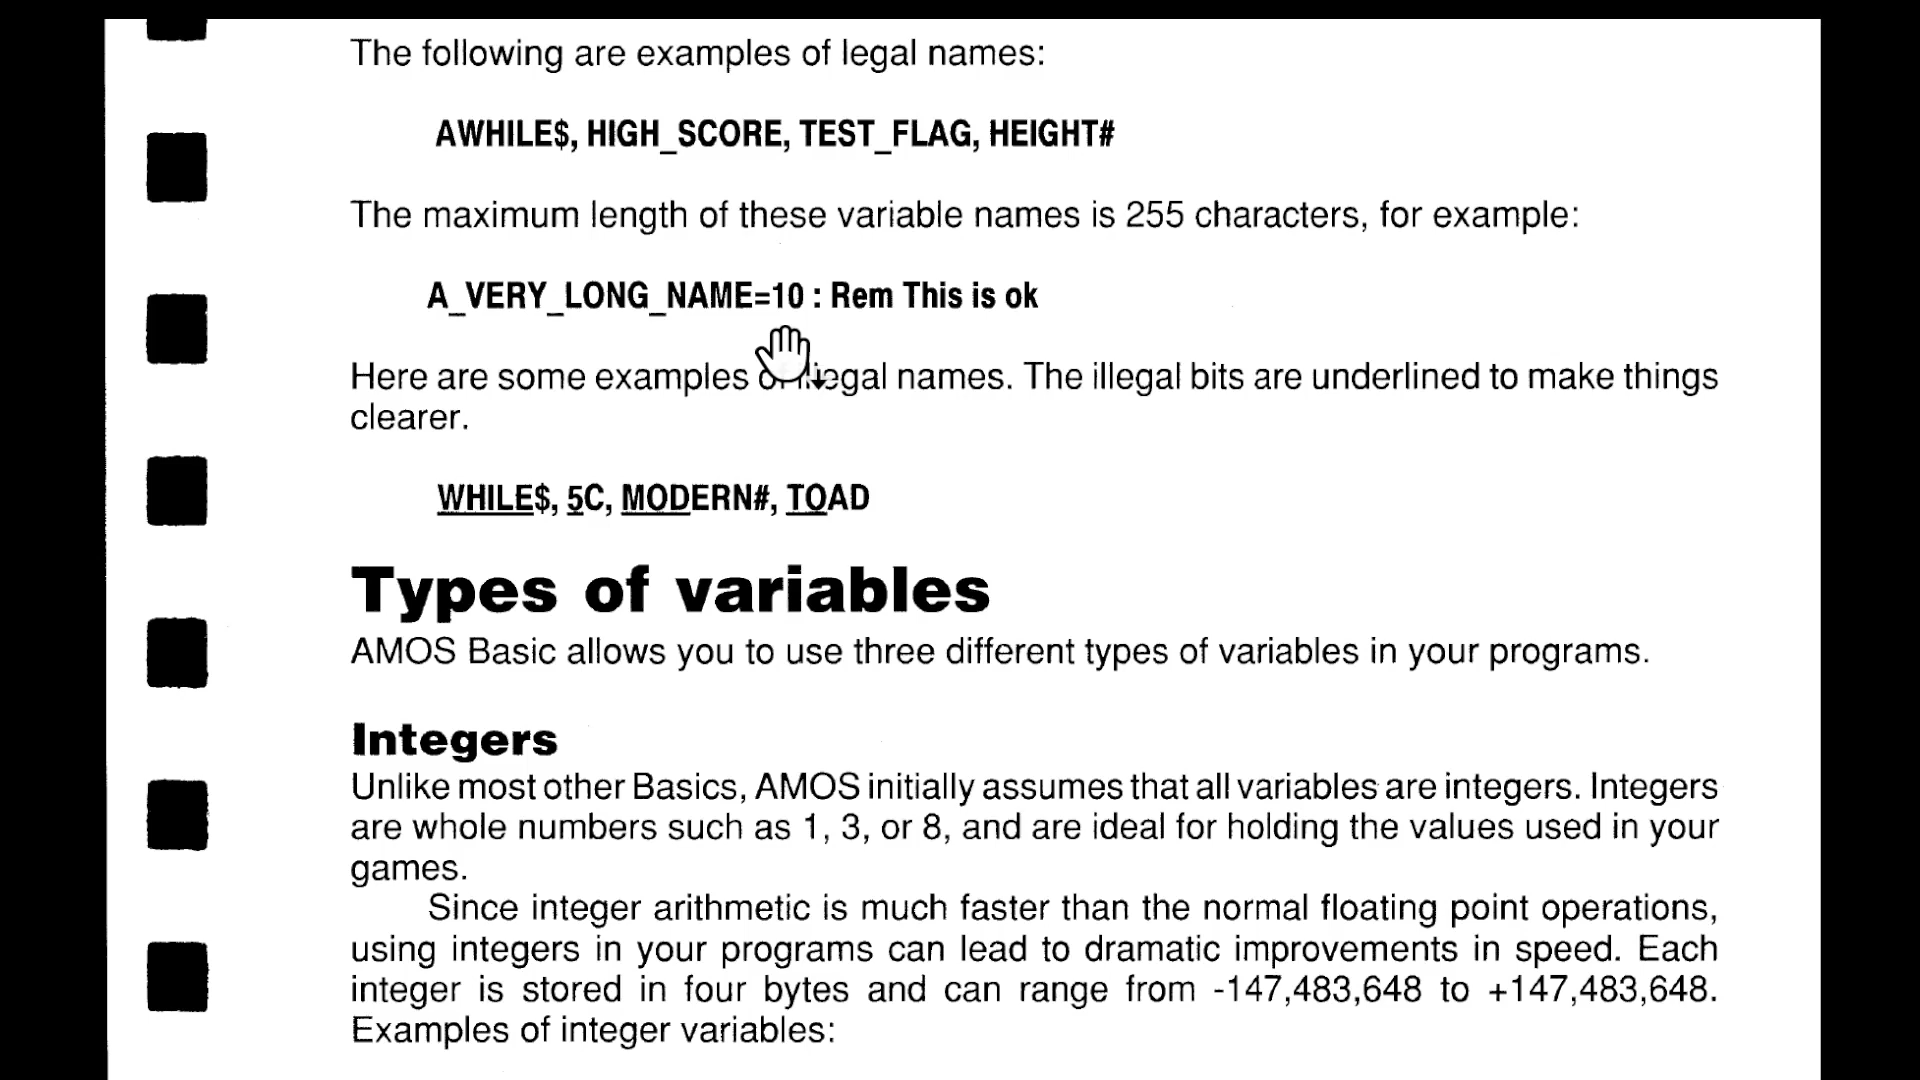 The following are examples of legal names:
AWHILE$, HIGH_SCORE, TEST_FLAG, HEIGHT#
The maximum length of these variable names is 255 characters, for example:
A_VERY_LONG_NAME=10 : Rem This is ok
Here are some examples of illegal names. The illegal bits are underlined to make things
clearer.
WHILE$, 5C, MODERN#, TOAD
Types of variables
AMOS Basic allows you to use three different types of variables in your programs.
Integers
Unlike most other Basics, AMOS initially assumes that all variables are integers. Integers
are whole numbers such as 1, 3, or 8, and are ideal for holding the values used in your
games.
Since integer arithmetic is much faster than the normal floating point operations,
using integers in your programs can lead to dramatic improvements in speed. Each
integer is stored in four bytes and can range from -147,483,648 to +147,483,648.
Examples of integer variables: